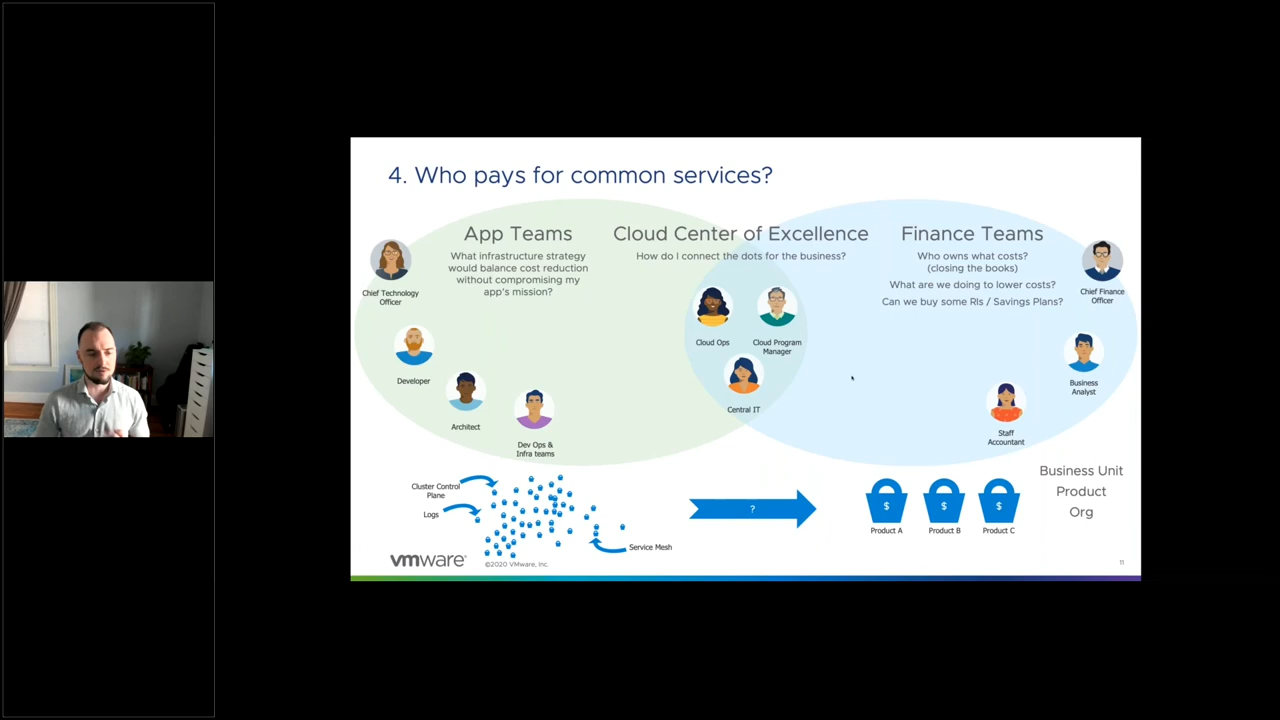 4. Who pays for common services?
App Teams
What infrastructure strategy
would balance cost reduction
without compromising my
app's mission?
Cloud Center of Excellence
How do I connect the dots for the business?
Finance Teams
Who owns what costs?
(closing the books)
What are we doing to lower costs?
Can we buy some RIs / Savings Plans?
Chief Technology
Officer
Developer
Architect
Dev Ops &
Infra teams
Cloud Ops
Cloud Program
Manager
Central IT
Chief Finance
Officer
Business
Analyst
Staff
Accountant
Cluster Control
Plane
Logs
Service Mesh
?
$
$
$
Product A
Product B
Product C
Business Unit
Product
Org
vmware®
©2020 VMware, Inc.
11